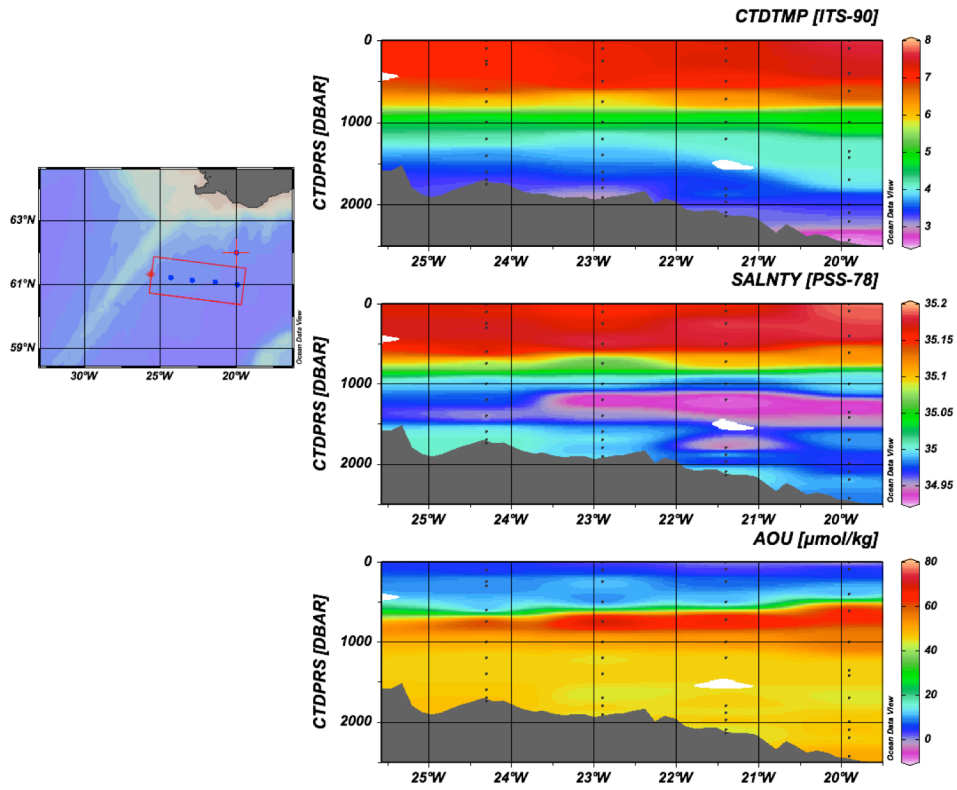 63°N
61°N
59°N
30°W
25°W
20°W
Ocean Data View
CTDTMP [ITS-90]
CTDPRS [DBAR]
0
1000
2000
25°W
24°W
23°W
22°W
21°W
20°W
Ocean Data View
8
7
6
5
4
3
SALNTY [PSS-78]
CTDPRS [DBAR]
0
1000
2000
25°W
24°W
23°W
22°W
21°W
20°W
Ocean Data View
35.2
35.15
35.1
35.05
35
34.95
AOU [µmol/kg]
CTDPRS [DBAR]
0
1000
2000
25°W
24°W
23°W
22°W
21°W
20°W
Ocean Data View
80
60
40
20
0